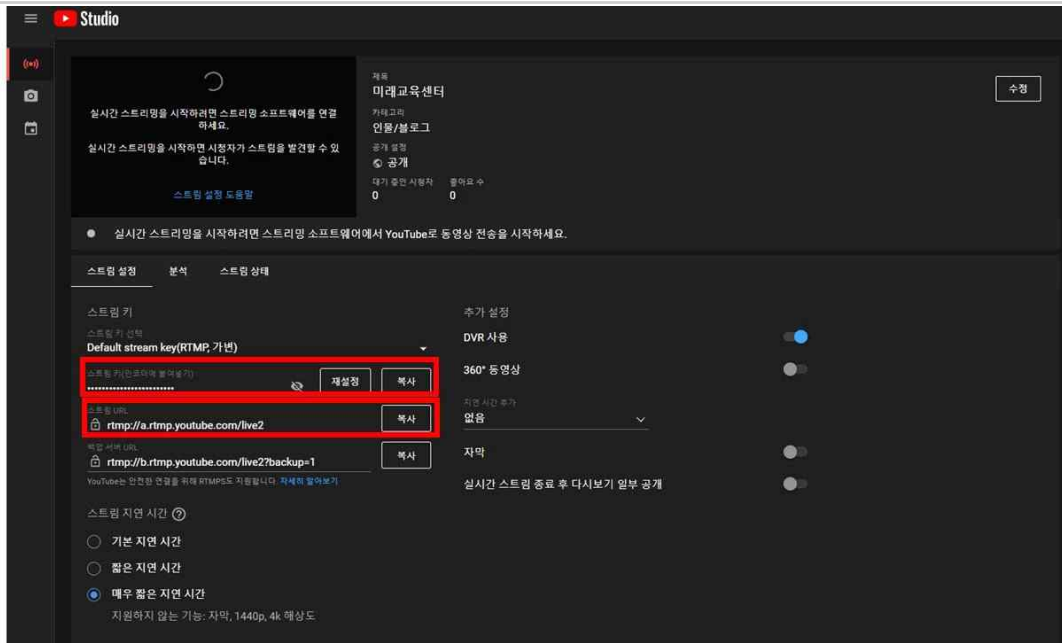 Studio
실시간 스트리밍을 시작하려면 스트리밍 소프트웨어를 연결
하세요.
실시간 스트리밍을 시작하면 시청자가 스트림을 발견할 수 있
습니다.
스트림 설정 도움말
제목
미래교육센터
수정
카테고리
인물/블로그
공개 설정
공개
대기 중인 시청자 좋아요 수
0 0
실시간 스트리밍을 시작하려면 스트리밍 소프트웨어에서 YouTube로 동영상 전송을 시작하세요.
스트림 설정 분석 스트림 상태
스트림 키
스트림 키 선택
Default stream key(RTMP, 가변)
스트림 키(인코더에 붙여넣기)
•••••••••••••••••••••••• 재설정 복사
스트림 URL
rtmp://a.rtmp.youtube.com/live2 복사
백업 서버 URL
rtmp://b.rtmp.youtube.com/live2?backup=1 복사
YouTube는 안전한 연결을 위해 RTMPS도 지원합니다. 자세히 알아보기
스트림 지연 시간 ?
기본 지연 시간
짧은 지연 시간
매우 짧은 지연 시간
지원하지 않는 기능: 자막, 1440p, 4k 해상도
추가 설정
DVR 사용
360° 동영상
지연 시간 추가
없음
자막
실시간 스트림 종료 후 다시보기 일부 공개